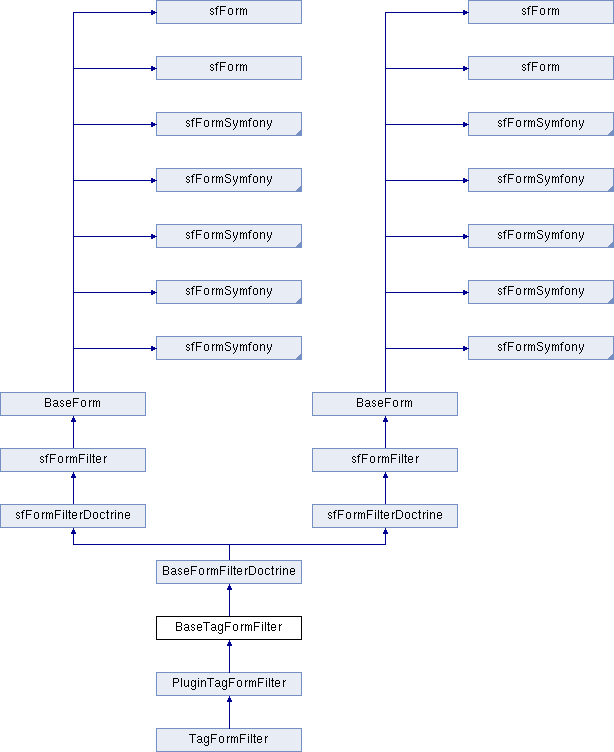 sfForm
sfForm
sfForm
sfForm
sfFormSymfony
sfFormSymfony
sfFormSymfony
sfFormSymfony
sfFormSymfony
sfFormSymfony
sfFormSymfony
sfFormSymfony
sfFormSymfony
sfFormSymfony
BaseForm
BaseForm
sfFormFilter
sfFormFilter
sfFormFilterDoctrine
sfFormFilterDoctrine
BaseFormFilterDoctrine
BaseTagFormFilter
PluginTagFormFilter
TagFormFilter